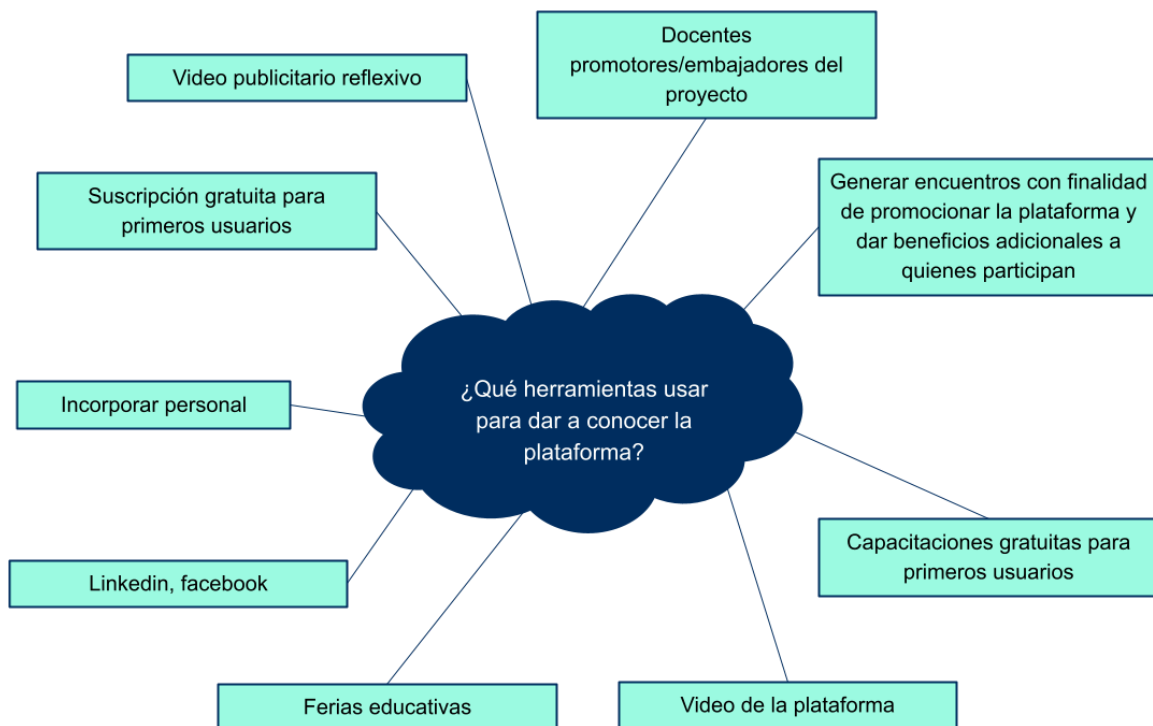 Docentes
promotores/embajadores del
proyecto
Video publicitario reflexivo
Suscripción gratuita para
primeros usuarios
Generar encuentros con finalidad
de promocionar la plataforma y
dar beneficios adicionales a
quienes participan
¿Qué herramientas usar
para dar a conocer la
plataforma?
Incorporar personal
Linkedin, facebook
Capacitaciones gratuitas para
primeros usuarios
Ferias educativas
Video de la plataforma